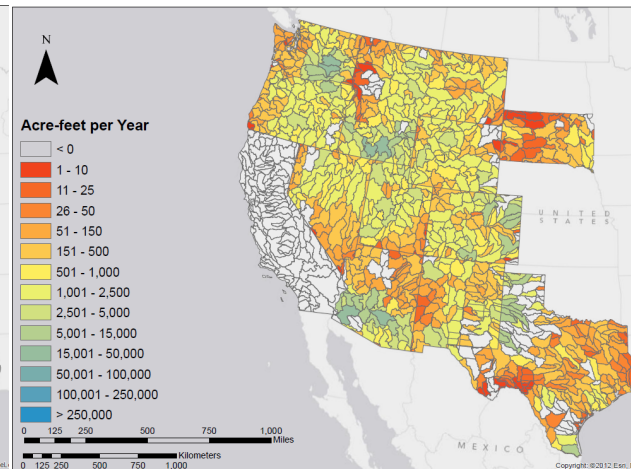 N
Acre-feet per Year
< 0
1 - 10
11 - 25
26 - 50
51 - 150
151 - 500
501 - 1,000
1,001 - 2,500
2,501 - 5,000
5,001 - 15,000
15,001 - 50,000
50,001 - 100,000
100,001 - 250,000
> 250,000
0 125 250 500 750 1,000
Miles
Kilometers
0 125 250 500 750 1,000
UNITED
STATES
MEXICO
Copyright: ©2012 Esri,